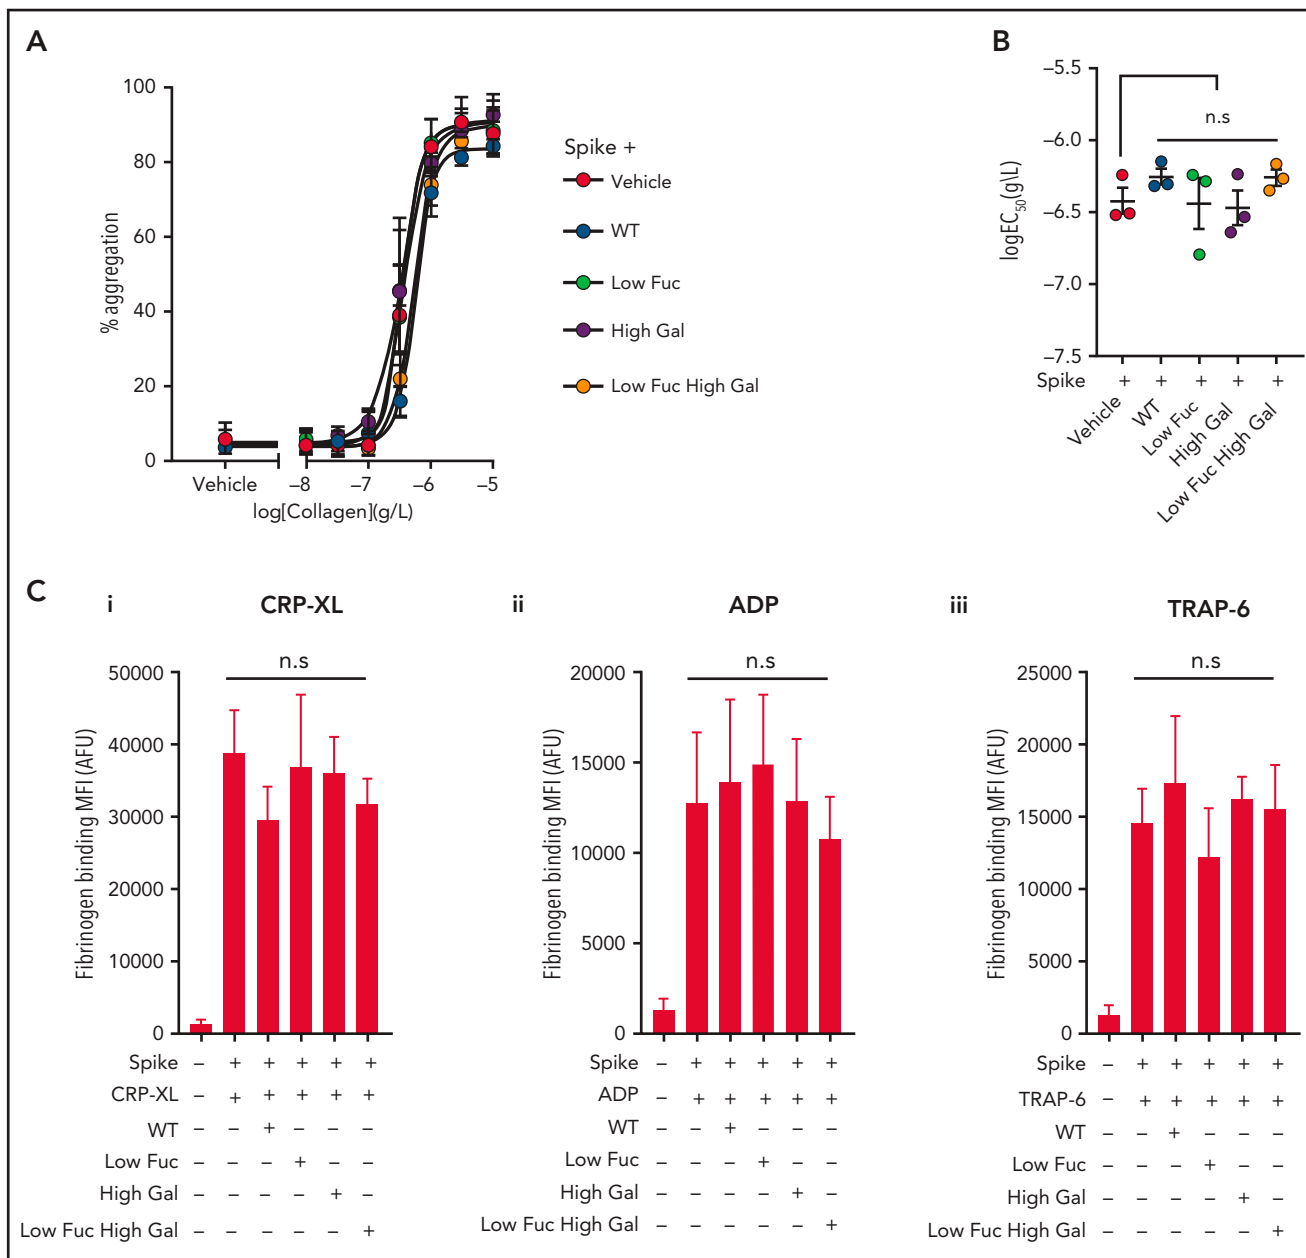 A
% aggregation
100
80
60
40
20
0
Vehicle
–8
–7
–6
–5
log[Collagen](g/L)
Spike +
Vehicle
WT
Low Fuc
High Gal
Low Fuc High Gal
B
logEC50(g\L)
–5.5
–6.0
–6.5
–7.0
–7.5
n.s
Spike + + + + +
Vehicle
WT
Low Fuc
High Gal
Low Fuc High Gal
C
i
CRP-XL
n.s
Fibrinogen binding MFI (AFU)
50000
40000
30000
20000
10000
0
Spike – + + + + +
CRP-XL – + + + + +
WT – – + – – –
Low Fuc – – – + – –
High Gal – – – – + –
Low Fuc High Gal – – – – – +
ii
ADP
n.s
Fibrinogen binding MFI (AFU)
20000
15000
10000
5000
0
Spike – + + + + +
ADP – + + + + +
WT – – + – – –
Low Fuc – – – + – –
High Gal – – – – + –
Low Fuc High Gal – – – – – +
iii
TRAP-6
n.s
Fibrinogen binding MFI (AFU)
25000
20000
15000
10000
5000
0
Spike – + + + + +
TRAP-6 – + + + + +
WT – – + – – –
Low Fuc – – – + – –
High Gal – – – – + –
Low Fuc High Gal – – – – – +